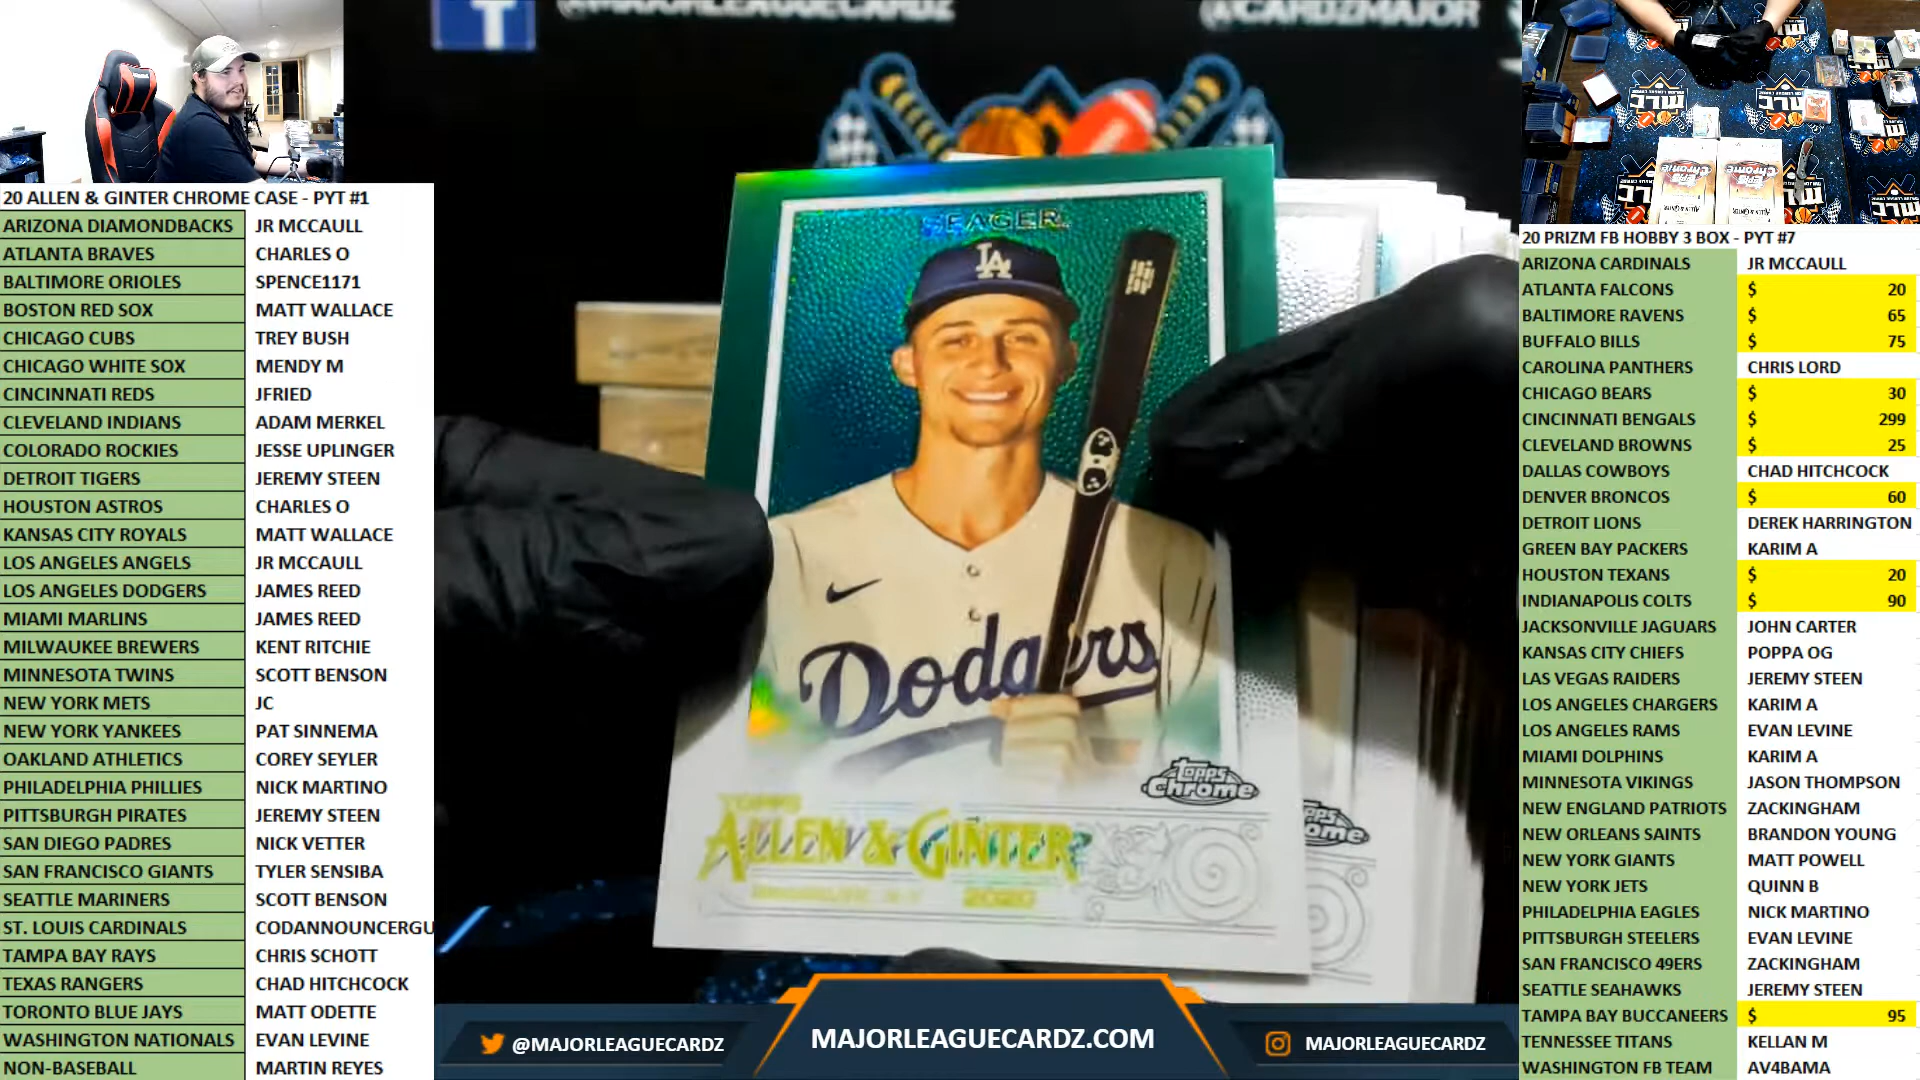 @MAJORLEAGUECARDZ
@CARDZMAJOR
20 ALLEN & GINTER CHROME CASE - PYT #1
ARIZONA DIAMONDBACKS JR MCCAULL
ATLANTA BRAVES CHARLES O
BALTIMORE ORIOLES SPENCE1171
BOSTON RED SOX MATT WALLACE
CHICAGO CUBS TREY BUSH
CHICAGO WHITE SOX MENDY M
CINCINNATI REDS JFRIED
CLEVELAND INDIANS ADAM MERKEL
COLORADO ROCKIES JESSE UPLINGER
DETROIT TIGERS JEREMY STEEN
HOUSTON ASTROS CHARLES O
KANSAS CITY ROYALS MATT WALLACE
LOS ANGELES ANGELS JR MCCAULL
LOS ANGELES DODGERS JAMES REED
MIAMI MARLINS JAMES REED
MILWAUKEE BREWERS KENT RITCHIE
MINNESOTA TWINS SCOTT BENSON
NEW YORK METS JC
NEW YORK YANKEES PAT SINNEMA
OAKLAND ATHLETICS COREY SEYLER
PHILADELPHIA PHILLIES NICK MARTINO
PITTSBURGH PIRATES JEREMY STEEN
SAN DIEGO PADRES NICK VETTER
SAN FRANCISCO GIANTS TYLER SENSIBA
SEATTLE MARINERS SCOTT BENSON
ST. LOUIS CARDINALS CODANNOUNCERGU
TAMPA BAY RAYS CHRIS SCHOTT
TEXAS RANGERS CHAD HITCHCOCK
TORONTO BLUE JAYS MATT ODETTE
WASHINGTON NATIONALS EVAN LEVINE
NON-BASEBALL MARTIN REYES
SEAGER
LA
Dodgers
Topps
Chrome
TOPPS
ALLEN & GINTER
2020
@MAJORLEAGUECARDZ
MAJORLEAGUECARDZ.COM
MAJORLEAGUECARDZ
20 PRIZM FB HOBBY 3 BOX - PYT #7
ARIZONA CARDINALS JR MCCAULL
ATLANTA FALCONS $ 20
BALTIMORE RAVENS $ 65
BUFFALO BILLS $ 75
CAROLINA PANTHERS CHRIS LORD
CHICAGO BEARS $ 30
CINCINNATI BENGALS $ 299
CLEVELAND BROWNS $ 25
DALLAS COWBOYS CHAD HITCHCOCK
DENVER BRONCOS $ 60
DETROIT LIONS DEREK HARRINGTON
GREEN BAY PACKERS KARIM A
HOUSTON TEXANS $ 20
INDIANAPOLIS COLTS $ 90
JACKSONVILLE JAGUARS JOHN CARTER
KANSAS CITY CHIEFS POPPA OG
LAS VEGAS RAIDERS JEREMY STEEN
LOS ANGELES CHARGERS KARIM A
LOS ANGELES RAMS EVAN LEVINE
MIAMI DOLPHINS KARIM A
MINNESOTA VIKINGS JASON THOMPSON
NEW ENGLAND PATRIOTS ZACKINGHAM
NEW ORLEANS SAINTS BRANDON YOUNG
NEW YORK GIANTS MATT POWELL
NEW YORK JETS QUINN B
PHILADELPHIA EAGLES NICK MARTINO
PITTSBURGH STEELERS EVAN LEVINE
SAN FRANCISCO 49ERS ZACKINGHAM
SEATTLE SEAHAWKS JEREMY STEEN
TAMPA BAY BUCCANEERS $ 95
TENNESSEE TITANS KELLAN M
WASHINGTON FB TEAM AV4BAMA